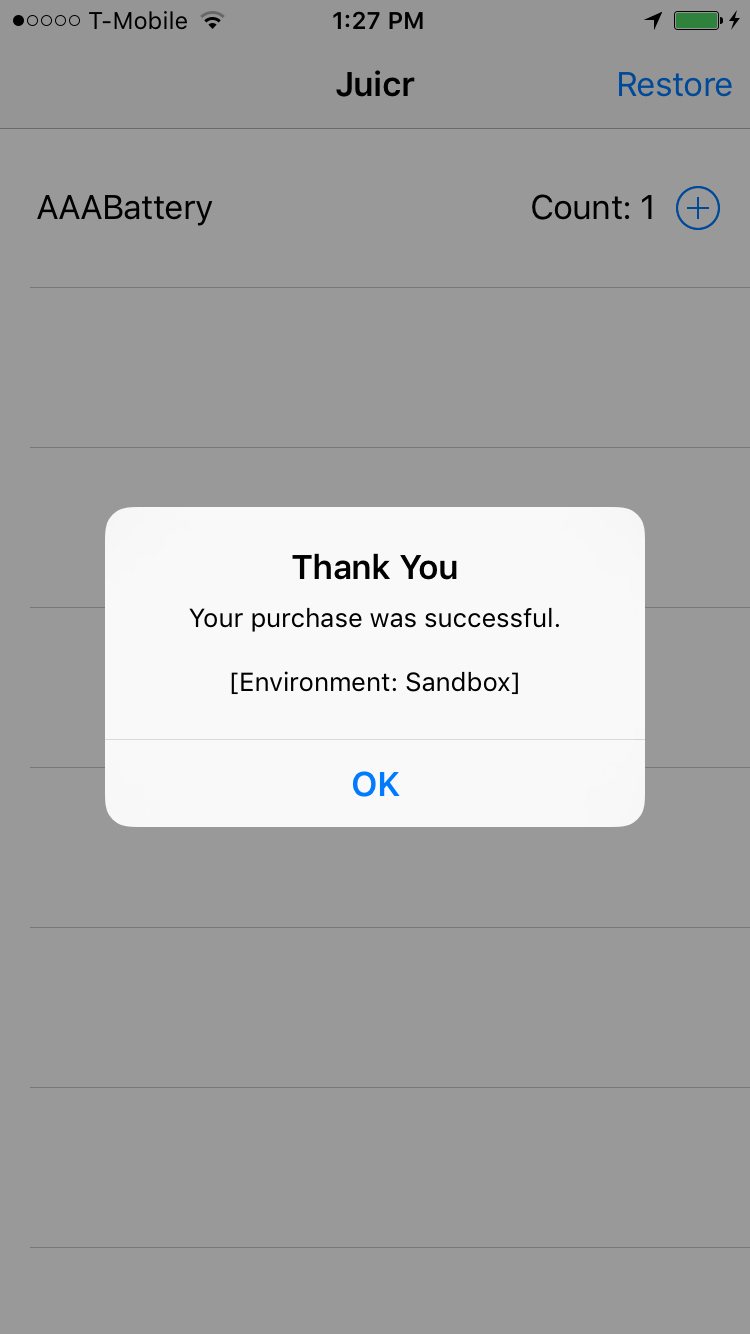 T-Mobile 1:27 PM
Juicr Restore
AAABattery Count: 1
Thank You
Your purchase was successful.
[Environment: Sandbox]
OK